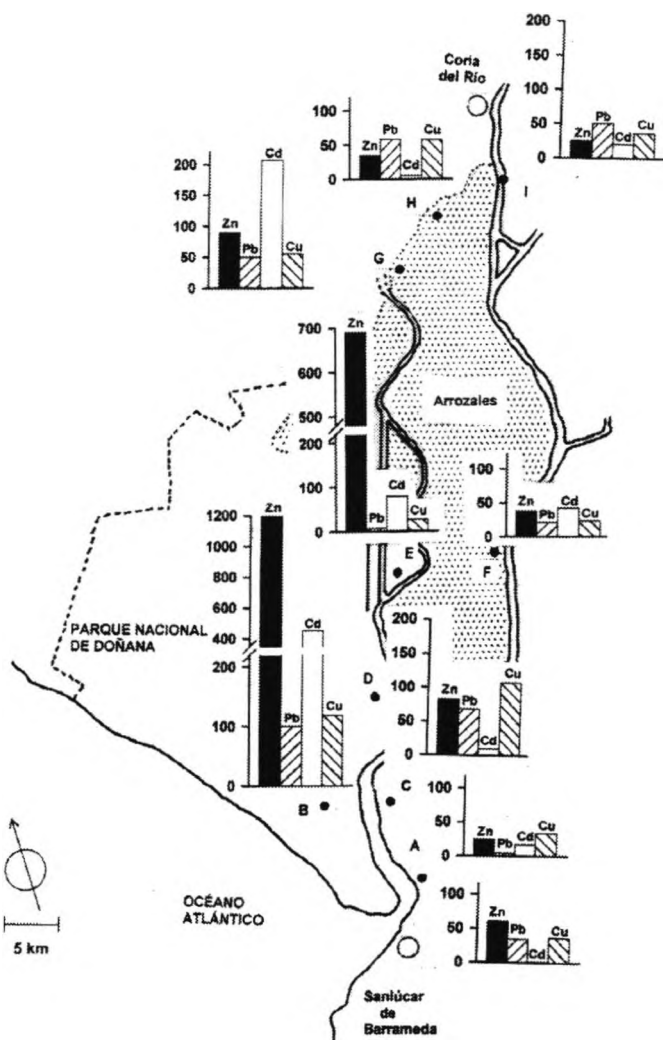 200
150
100
50
0
Zn
Pb
Cd
Cu
Coria
del Río
100
50
0
Zn
Pb
Cd
Cu
I
H
200
150
100
50
0
Zn
Pb
Cd
Cu
G
700
600
500
200
100
0
Zn
Pb
Cd
Cu
Arrozales
100
50
0
Zn
Pb
Cd
Cu
E
F
1200
1000
800
600
400
200
100
0
Zn
Pb
Cd
Cu
PARQUE NACIONAL
DE DOÑANA
200
150
100
50
0
Zn
Pb
Cd
Cu
D
B
C
100
50
0
Zn
Pb
Cd
Cu
A
100
50
0
Zn
Pb
Cd
Cu
OCÉANO
ATLÁNTICO
5 km
Sanlúcar
de
Barrameda